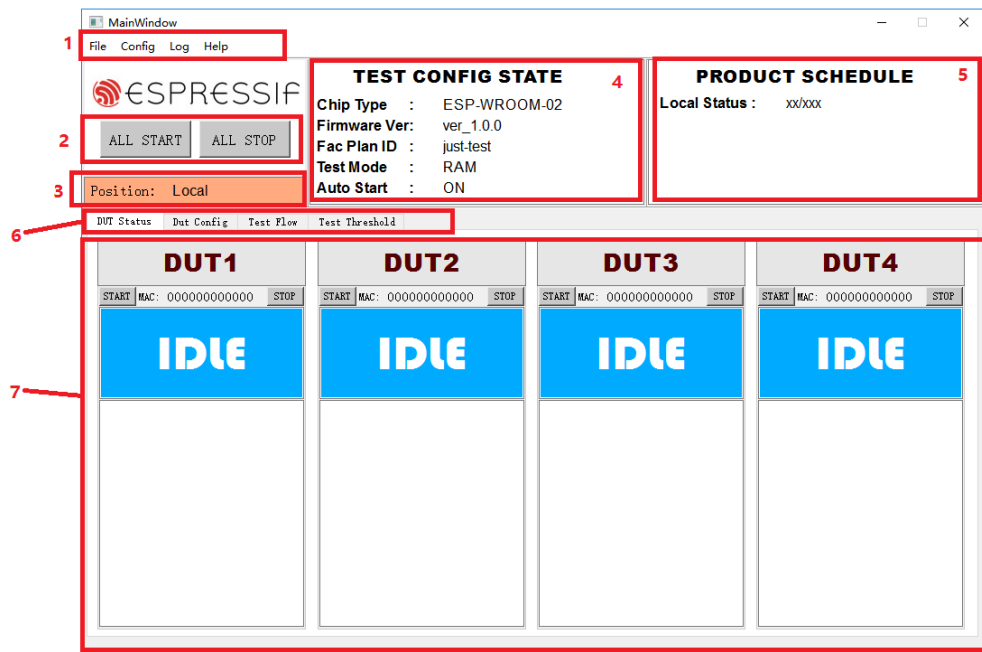 MainWindow
1
File Config Log Help
ESPRESSIF
2
ALL START ALL STOP
3
Position: Local
TEST CONFIG STATE
4
Chip Type : ESP-WROOM-02
Firmware Ver: ver_1.0.0
Fac Plan ID : just-test
Test Mode : RAM
Auto Start : ON
PRODUCT SCHEDULE
5
Local Status : xx/xxx
6
DUT Status Dut Config Test Flow Test Threshold
7
DUT1 DUT2 DUT3 DUT4
START MAC: 000000000000 STOP START MAC: 000000000000 STOP START MAC: 000000000000 STOP START MAC: 000000000000 STOP
IDLE IDLE IDLE IDLE